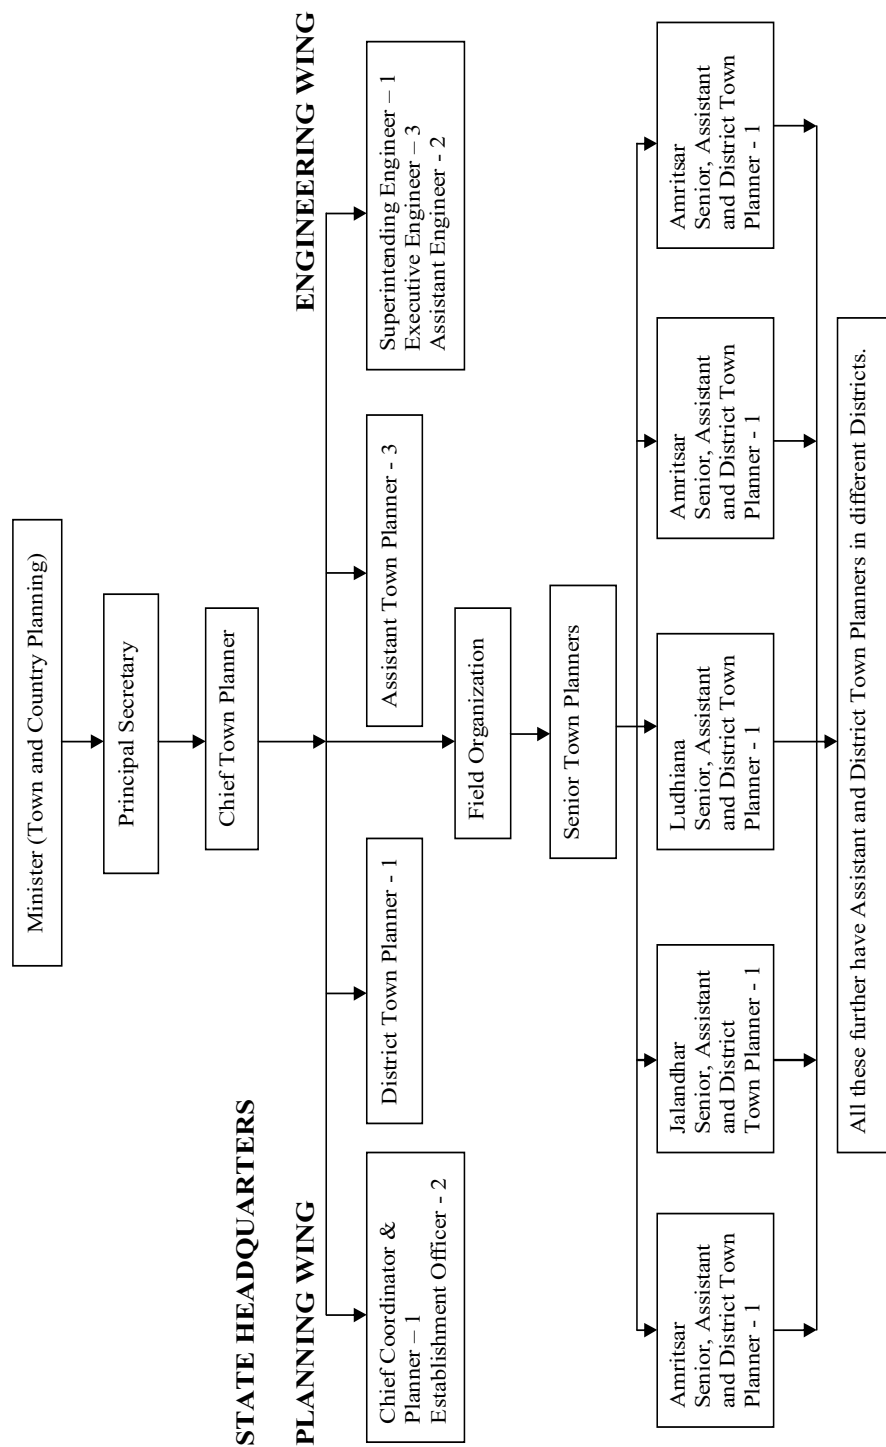 Minister (Town and Country Planning)
Principal Secretary
STATE HEADQUARTERS
Chief Town Planner
PLANNING WING
ENGINEERING WING
Chief Coordinator &
Planner – 1
Establishment Officer - 2
District Town Planner - 1
Assistant Town Planner - 3
Superintending Engineer – 1
Executive Engineer – 3
Assistant Engineer - 2
Field Organization
Senior Town Planners
Amritsar
Senior, Assistant
and District Town
Planner - 1
Jalandhar
Senior, Assistant
and District
Town Planner - 1
Ludhiana
Senior, Assistant
and District Town
Planner - 1
Amritsar
Senior, Assistant
and District Town
Planner - 1
Amritsar
Senior, Assistant
and District Town
Planner - 1
All these further have Assistant and District Town Planners in different Districts.